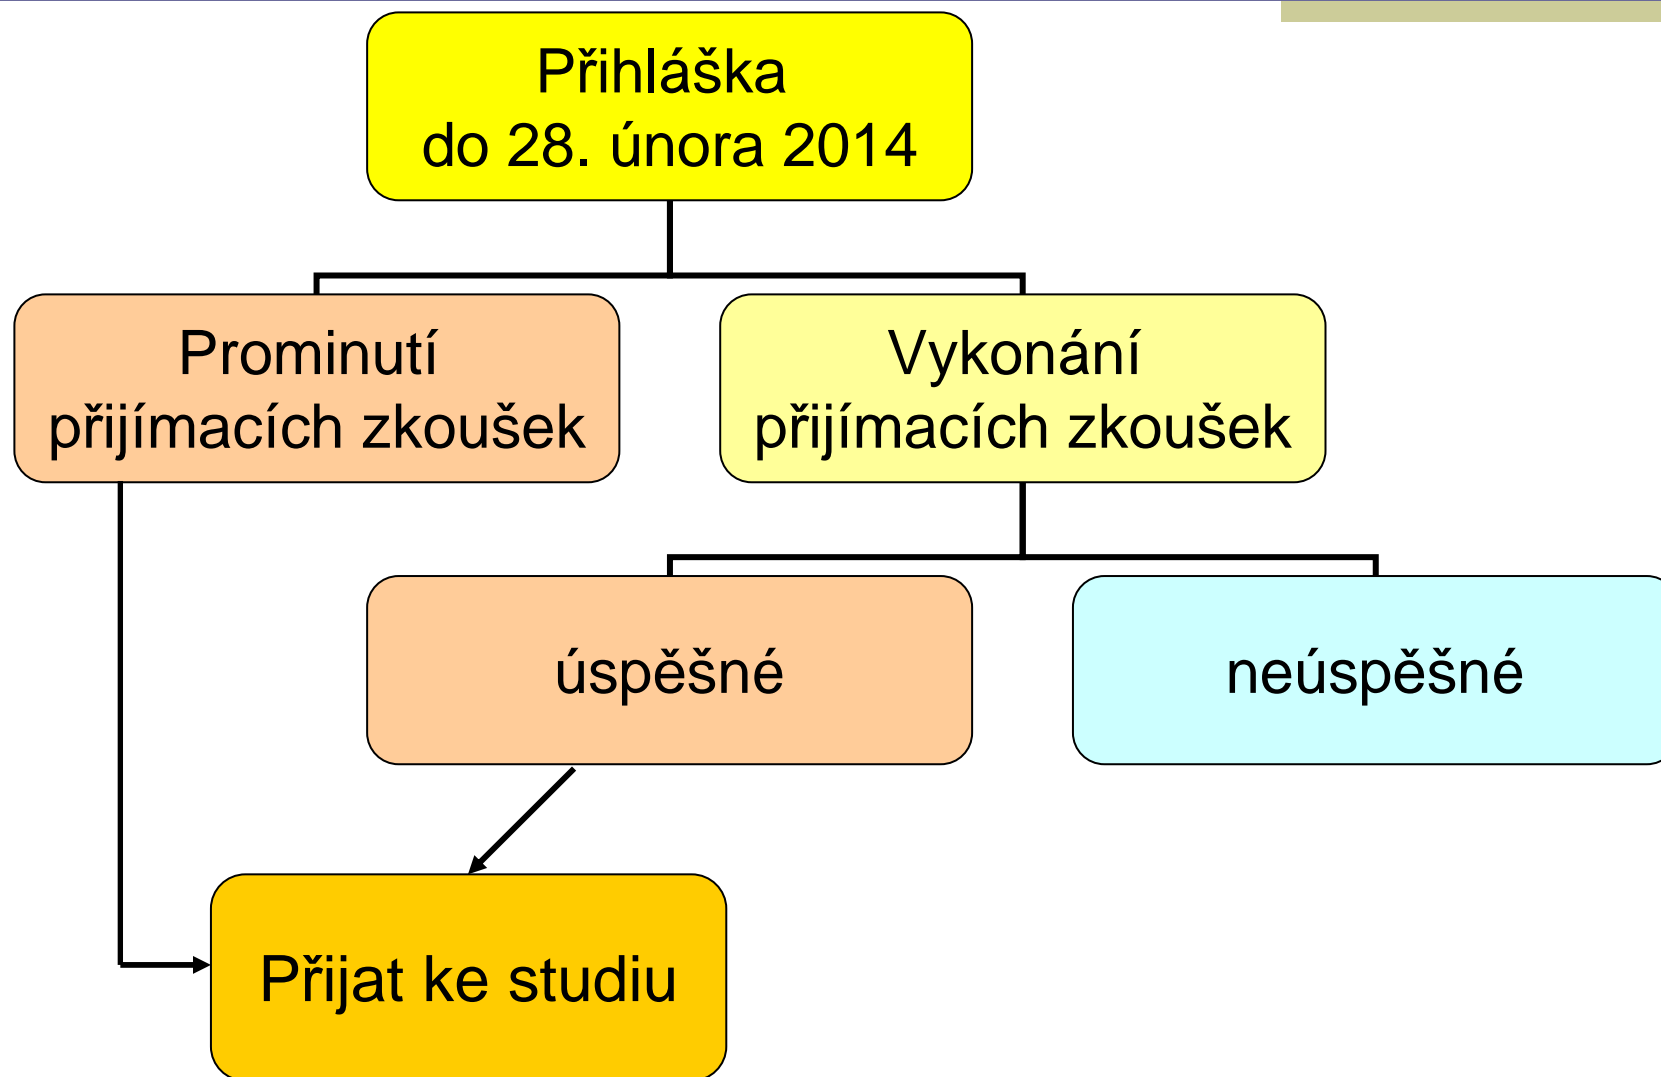 Přihláška
do 28. února 2014
Prominutí
přijímacích zkoušek
Vykonání
přijímacích zkoušek
úspěšné
neúspěšné
Přijat ke studiu